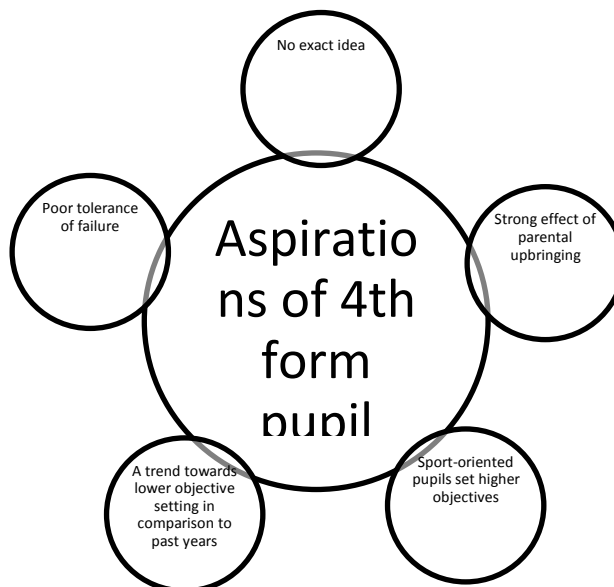 No exact idea
Strong effect of
parental
upbringing
Sport-oriented
pupils set higher
objectives
A trend towards
lower objective
setting in
comparison to
past years
Poor tolerance
of failure
Aspiratio
ns of 4th
form
pupil